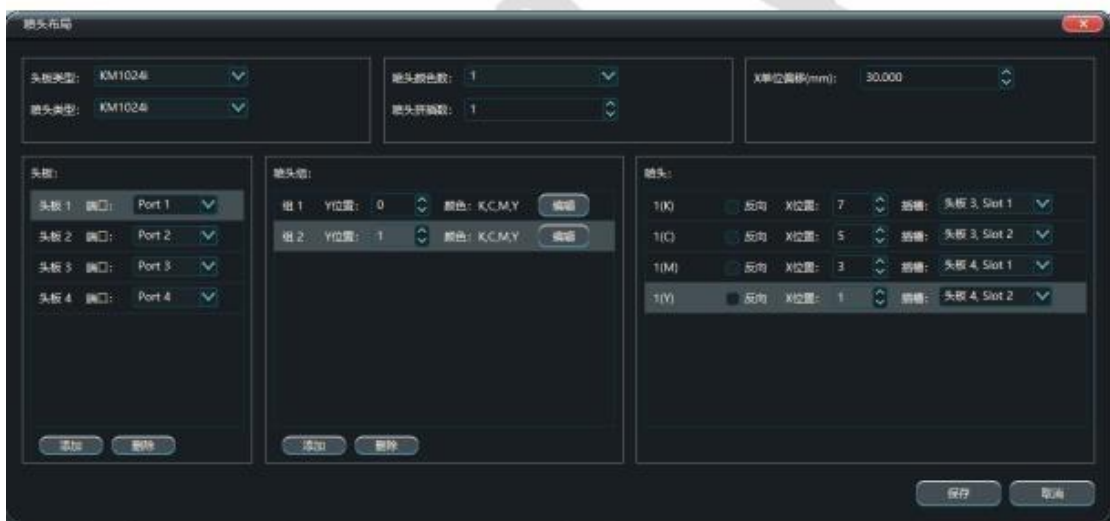 喷头布局
头板类型: KM1024i
喷头类型: KM1024i
喷头颜色数: 1
喷头拼插数: 1
X单位偏移(mm): 30.000
头板:
头板 1 端口: Port 1
头板 2 端口: Port 2
头板 3 端口: Port 3
头板 4 端口: Port 4
添加 删除
喷头组:
组 1 Y位置: 0 颜色: K,C,M,Y 编辑
组 2 Y位置: 1 颜色: K,C,M,Y 编辑
添加 删除
喷头:
1(K) 反向 X位置: 7 插槽: 头板 3, Slot 1
1(C) 反向 X位置: 5 插槽: 头板 3, Slot 2
1(M) 反向 X位置: 3 插槽: 头板 4, Slot 1
1(Y) 反向 X位置: 1 插槽: 头板 4, Slot 2
保存 取消